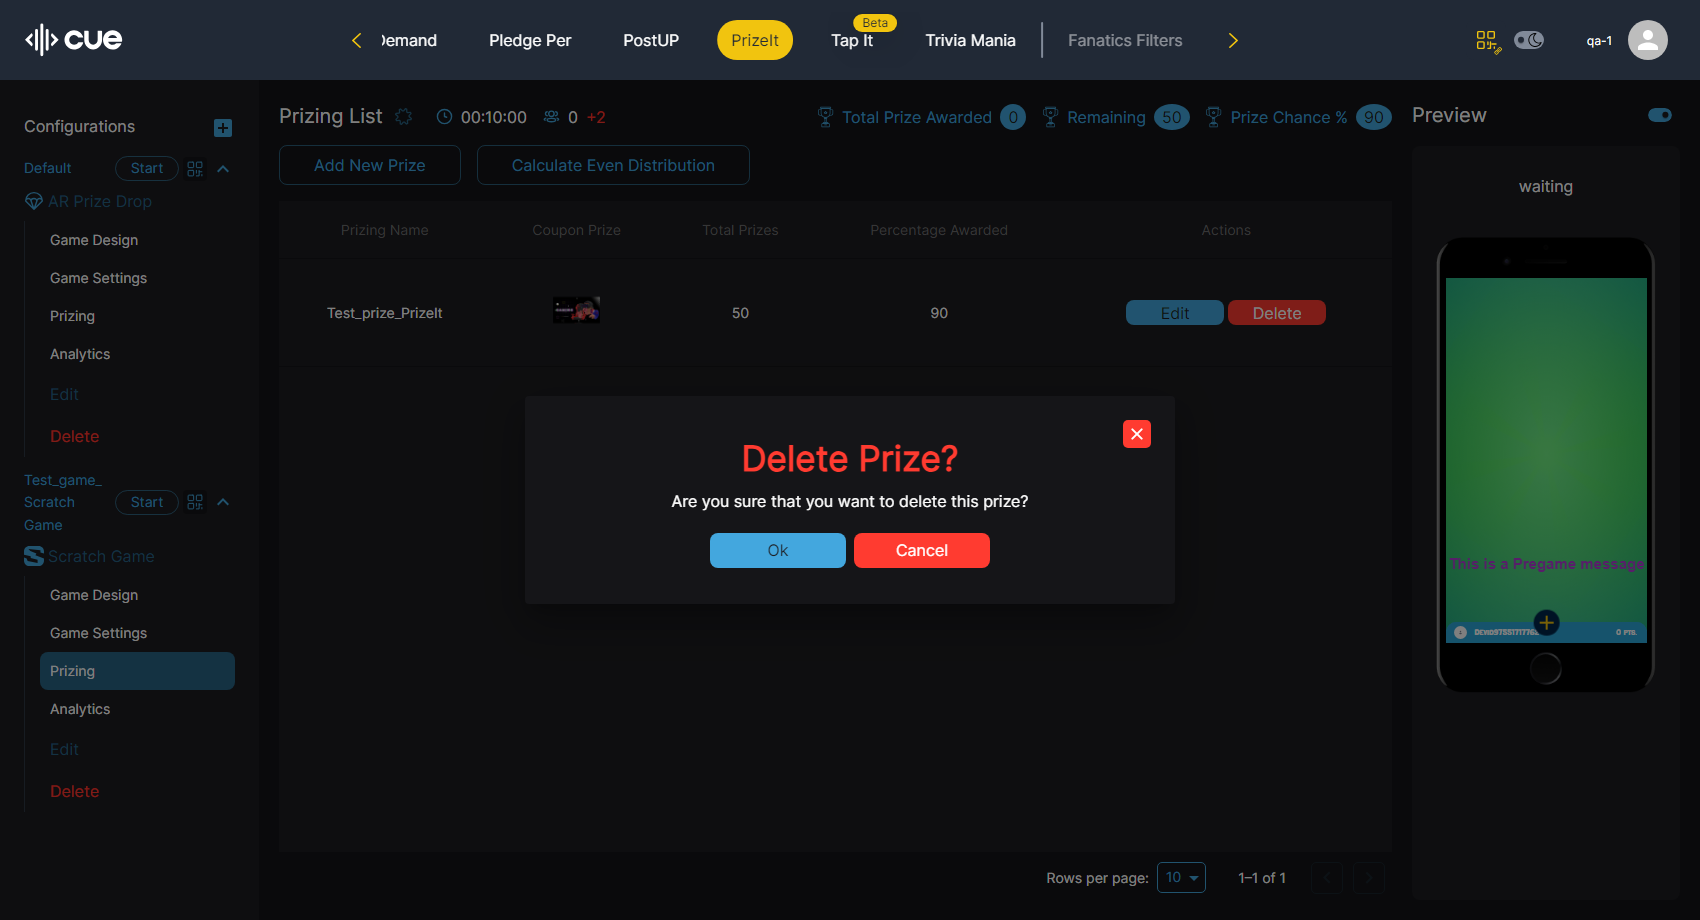 cue
Demand
Pledge Per
PostUP
PrizeIt
Tap It
Beta
Trivia Mania
Fanatics Filters
qa-1
Configurations
Default
Start
AR Prize Drop
Game Design
Game Settings
Prizing
Analytics
Edit
Delete
Test_game_
Scratch
Game
Start
Scratch Game
Game Design
Game Settings
Prizing
Analytics
Edit
Delete
Prizing List
00:10:00
0
+2
Total Prize Awarded 0
Remaining 50
Prize Chance % 90
Add New Prize
Calculate Even Distribution
Prizing Name
Coupon Prize
Total Prizes
Percentage Awarded
Actions
Test_prize_PrizeIt
50
90
Edit
Delete
Delete Prize?
Are you sure that you want to delete this prize?
Ok
Cancel
Rows per page: 10
1–1 of 1
Preview
waiting
This is a Pregame message
0 PTS.